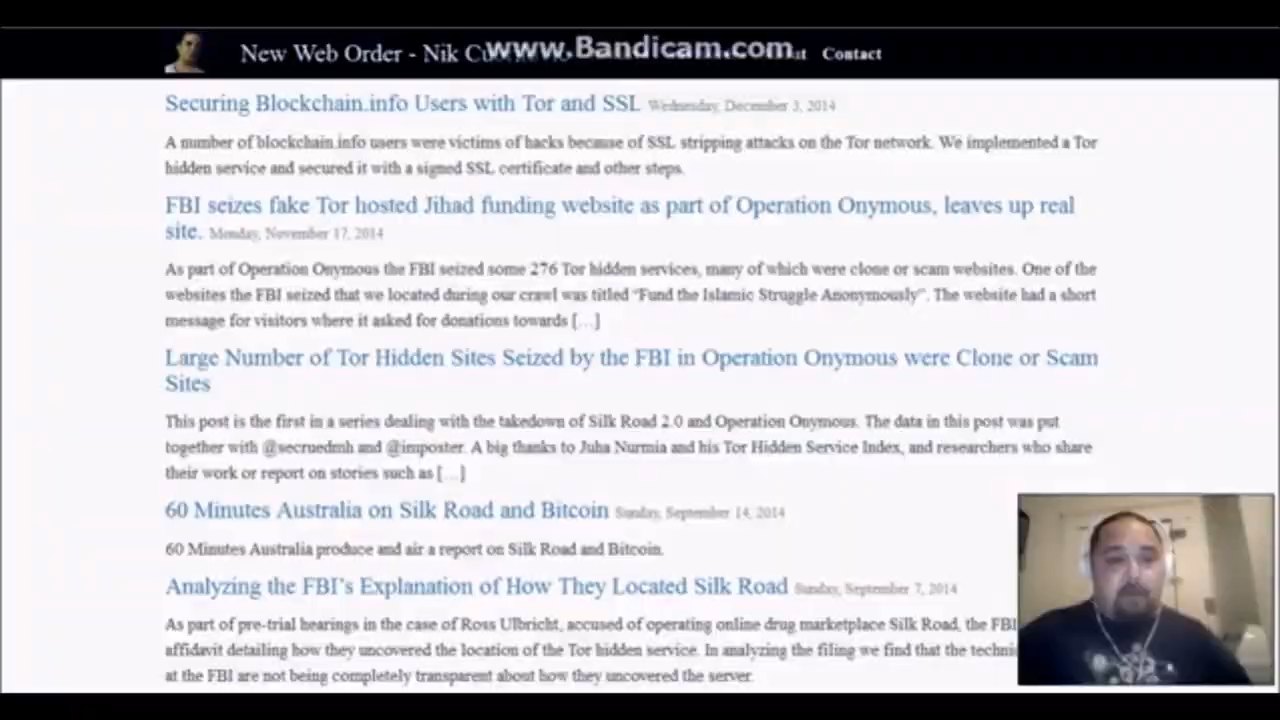 New Web Order - Nik
www.Bandicam.com
Contact
Securing Blockchain.info Users with Tor and SSL Wednesday, December 3, 2014
A number of blockchain.info users were victims of hacks because of SSL stripping attacks on the Tor network. We implemented a Tor
hidden service and secured it with a signed SSL certificate and other steps.
FBI seizes fake Tor hosted Jihad funding website as part of Operation Onymous, leaves up real
site. Monday, November 17, 2014
As part of Operation Onymous the FBI seized some 276 Tor hidden services, many of which were clone or scam websites. One of the
websites the FBI seized that we located during our crawl was titled “Fund the Islamic Struggle Anonymously”. The website had a short
message for visitors where it asked for donations towards […]
Large Number of Tor Hidden Sites Seized by the FBI in Operation Onymous were Clone or Scam
Sites
This post is the first in a series dealing with the takedown of Silk Road 2.0 and Operation Onymous. The data in this post was put
together with @secruedmh and @imposter. A big thanks to Juha Nurmia and his Tor Hidden Service Index, and researchers who share
their work or report on stories such as […]
60 Minutes Australia on Silk Road and Bitcoin Sunday, September 14, 2014
60 Minutes Australia produce and air a report on Silk Road and Bitcoin.
Analyzing the FBI’s Explanation of How They Located Silk Road Sunday, September 7, 2014
As part of pre-trial hearings in the case of Ross Ulbricht, accused of operating online drug marketplace Silk Road, the FBI
affidavit detailing how they uncovered the location of the Tor hidden service. In analyzing the filing we find that the
at the FBI are not being completely transparent about how they uncovered the server.